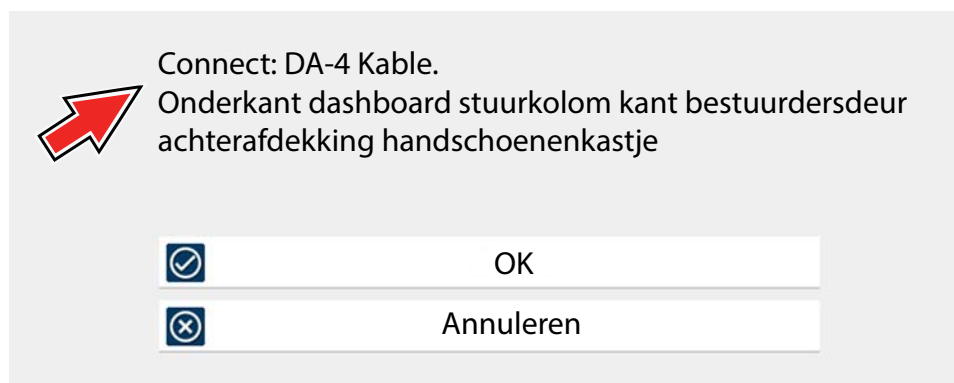 Connect: DA-4 Kable.
Onderkant dashboard stuurkolom kant bestuurdersdeur
achterafdekking handschoenenkastje
OK
Annuleren